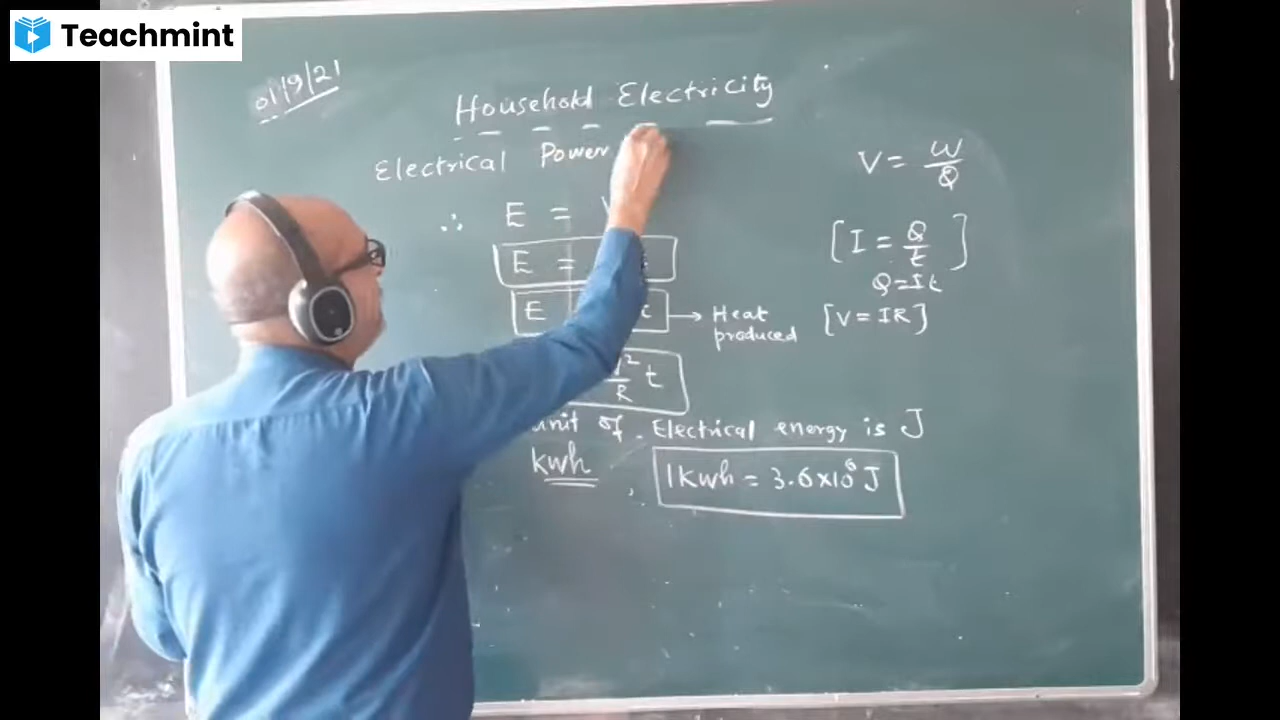 Teachmint
01/9/21
Household Electricity
Electrical Power
V = W/Q
∴ E =
[I = Q/t]
E =
Q = It
E → Heat produced
[V = IR]
V²/R t
unit of Electrical energy is J
kwh
1kwh = 3.6×10⁶ J